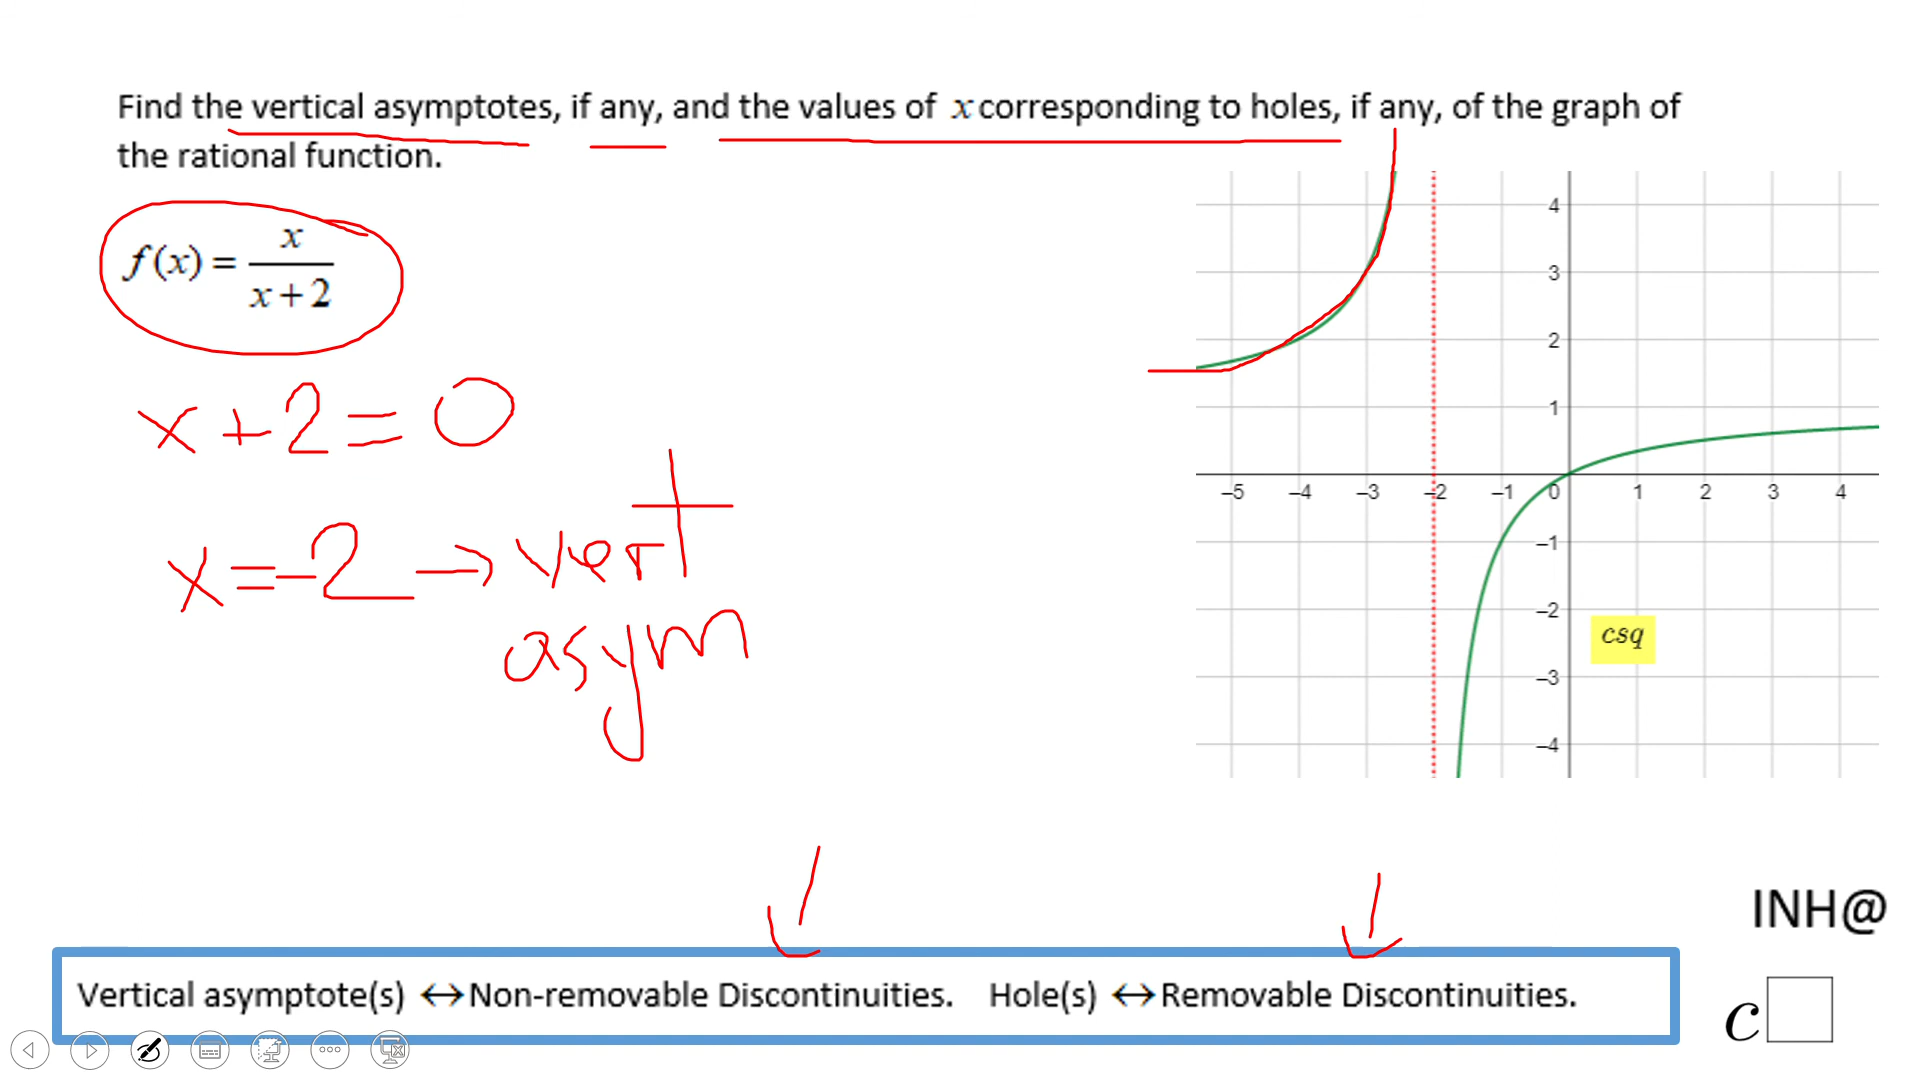 Find the vertical asymptotes, if any, and the values of x corresponding to holes, if any, of the graph of
the rational function.
f(x) = x / (x+2)
x+2=0
x=-2 → vert
asym
4
3
2
1
-5 -4 -3 -2 -1 0 1 2 3 4
-1
-2
-3
-4
csq
INH@
Vertical asymptote(s) ↔ Non-removable Discontinuities. Hole(s) ↔ Removable Discontinuities.
c